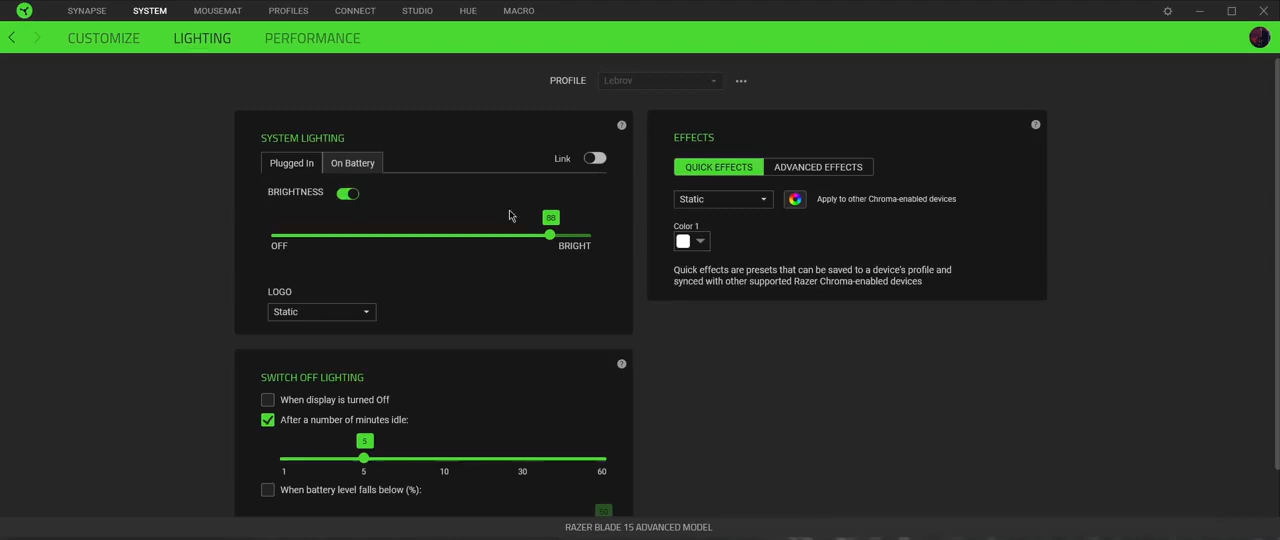 SYNAPSE SYSTEM MOUSEMAT PROFILES CONNECT STUDIO HUE MACRO
CUSTOMIZE LIGHTING PERFORMANCE
PROFILE Lebrov
SYSTEM LIGHTING
Plugged In On Battery Link
BRIGHTNESS
88
OFF BRIGHT
LOGO
Static
EFFECTS
QUICK EFFECTS ADVANCED EFFECTS
Static Apply to other Chroma-enabled devices
Color 1
Quick effects are presets that can be saved to a device's profile and
synced with other supported Razer Chroma-enabled devices
SWITCH OFF LIGHTING
When display is turned Off
After a number of minutes idle:
5
1 5 10 30 60
When battery level falls below (%):
50
RAZER BLADE 15 ADVANCED MODEL